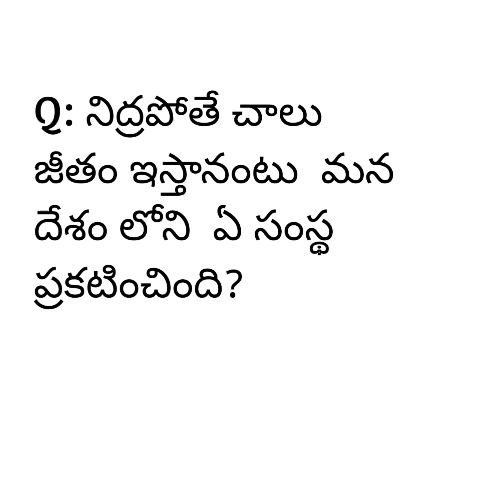 Q: నిద్రపోతే చాలు
జీతం ఇస్తానంటు మన
దేశం లోని ఏ సంస్థ
ప్రకటించింది?